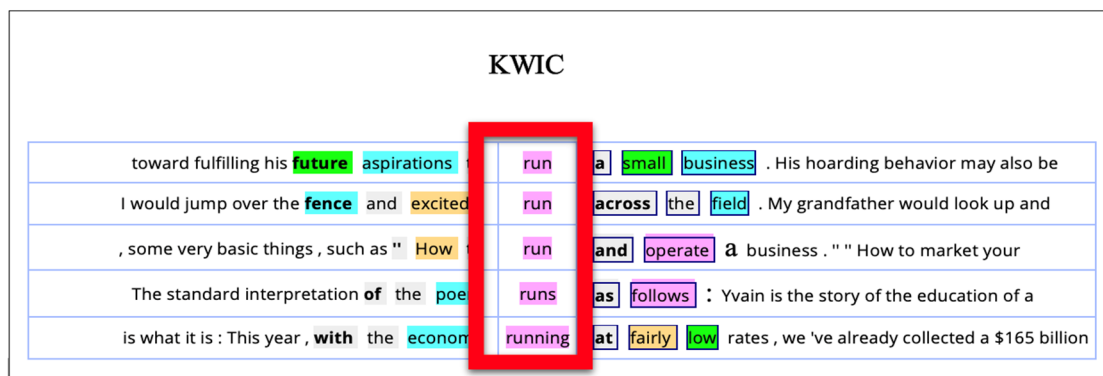 KWIC
toward fulfilling his future aspirations run a small business . His hoarding behavior may also be
I would jump over the fence and excited run across the field . My grandfather would look up and
, some very basic things , such as " How run and operate a business . " " How to market your
The standard interpretation of the runs as follows : Yvain is the story of the education of a
is what it is : This year , with the running at fairly low rates , we 've already collected a $165 billion